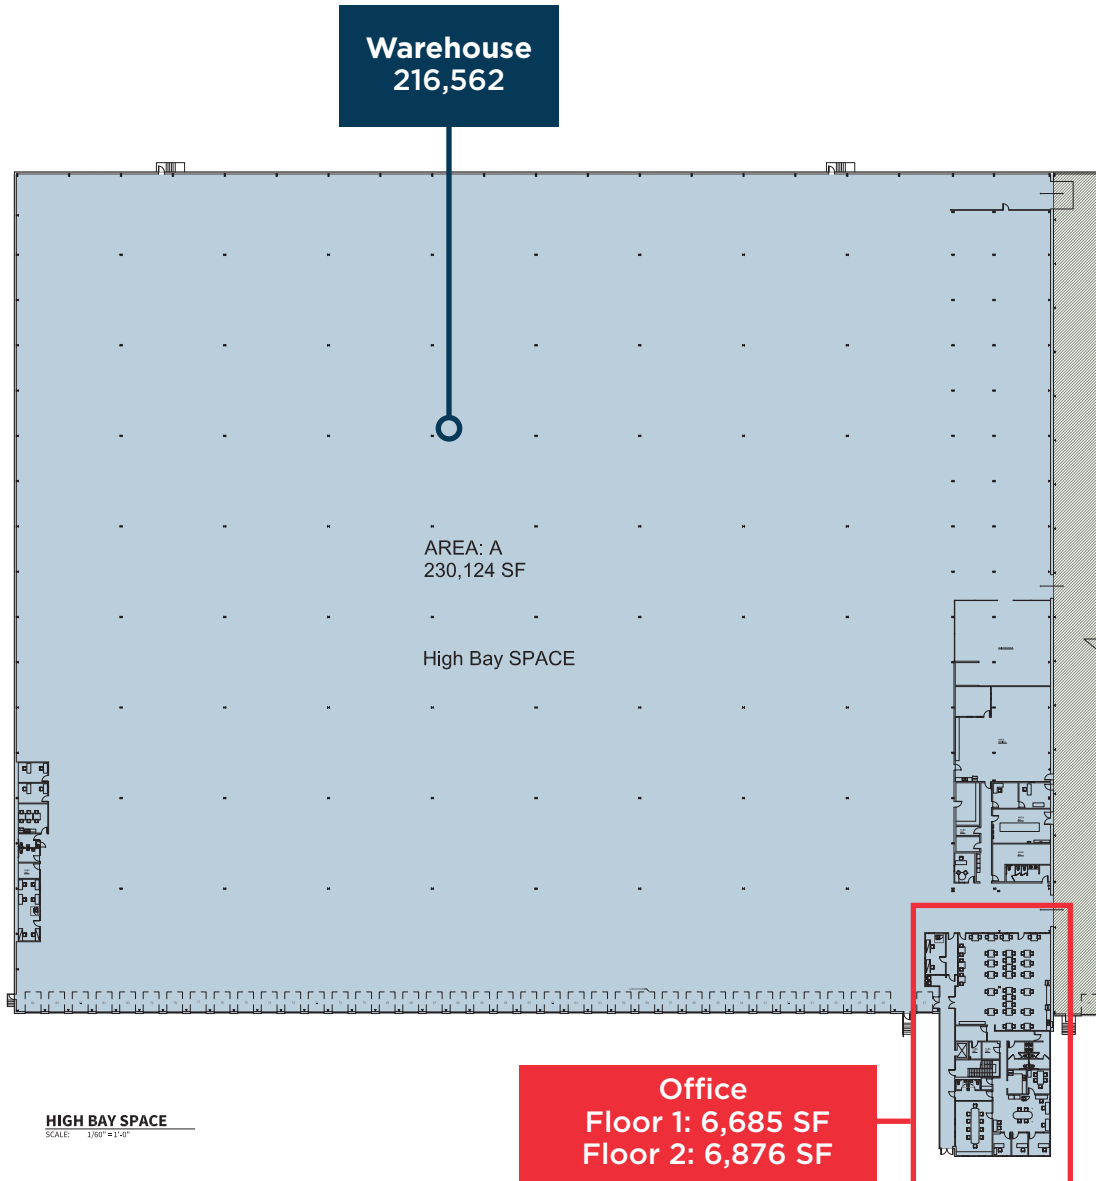 Warehouse
216,562
AREA: A
230,124 SF
High Bay SPACE
Office
Floor 1: 6,685 SF
Floor 2: 6,876 SF
HIGH BAY SPACE
SCALE: 1/60" = 1'-0"